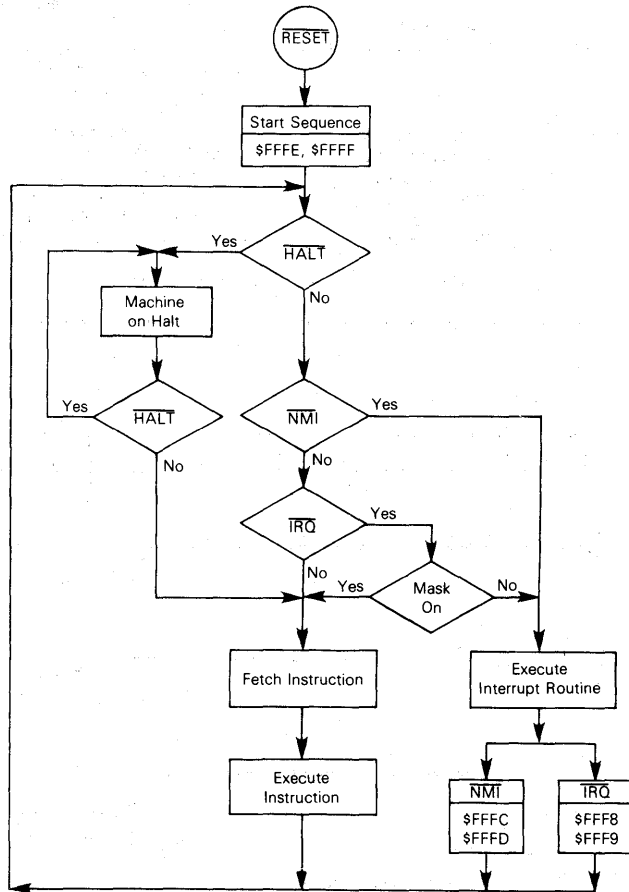 RESET
Start Sequence
$FFFE, $FFFF
Yes
HALT
No
Machine
on Halt
Yes
HALT
No
NMI
Yes
No
IRQ
Yes
No
Yes
Mask
On
No
Fetch Instruction
Execute
Interrupt Routine
Execute
Instruction
NMI
$FFFC
$FFFD
IRQ
$FFF8
$FFF9